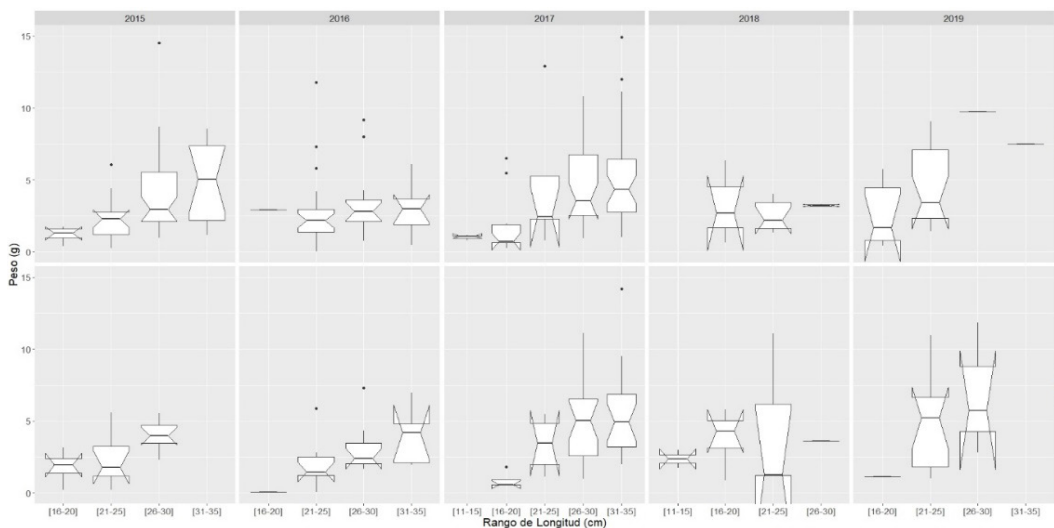 2015 2016 2017 2018 2019
15
10
5
0
Peso (g)
15
10
5
0
[16-20] [21-25] [26-30] [31-35] [16-20] [21-25] [26-30] [31-35] [11-15] [16-20] [21-25] [26-30] [31-35] [11-15] [16-20] [21-25] [26-30] [16-20] [21-25] [26-30] [31-35]
Rango de Longitud (cm)